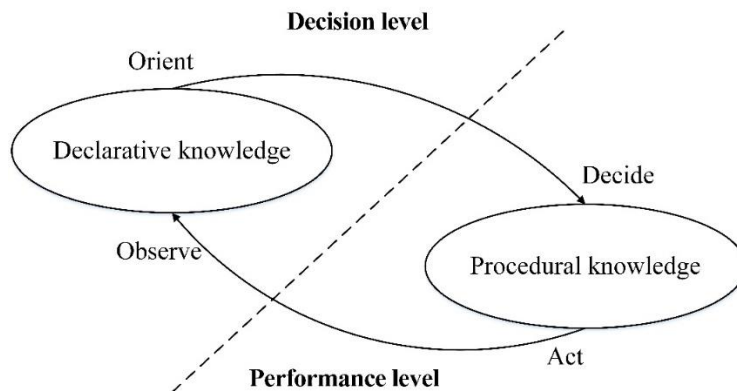 Decision level
Orient
Declarative knowledge
Decide
Observe
Procedural knowledge
Act
Performance level